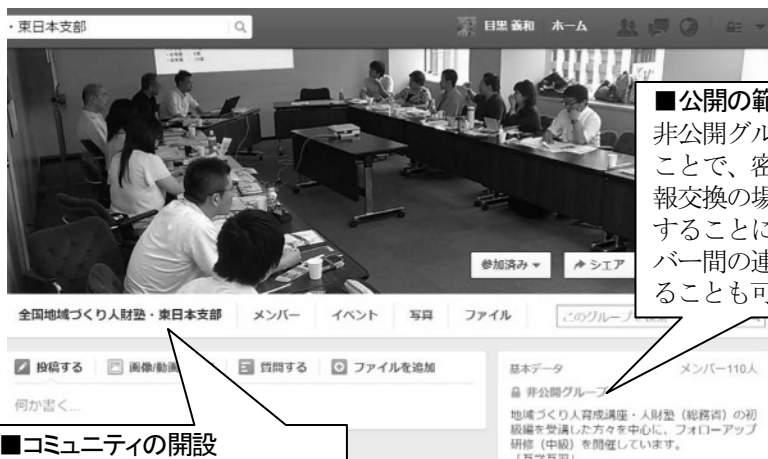 ・東日本支部
目黒 義和 ホーム
■公開の範
非公開グル
ことで、密
報交換の場
することに
バー間の連
ることも可
参加済み シェア
全国地域づくり人財塾・東日本支部 メンバー イベント 写真 ファイル このグループ
投稿する 画像/動画 質問する ファイルを追加
何か書く...
基本データ メンバー110人
非公開グループ
地域づくり人育成講座・人財塾（総務省）の初
級編を受講した方々を中心に、フォローアップ
研修（中級）を開催しています。
■コミュニティの開設